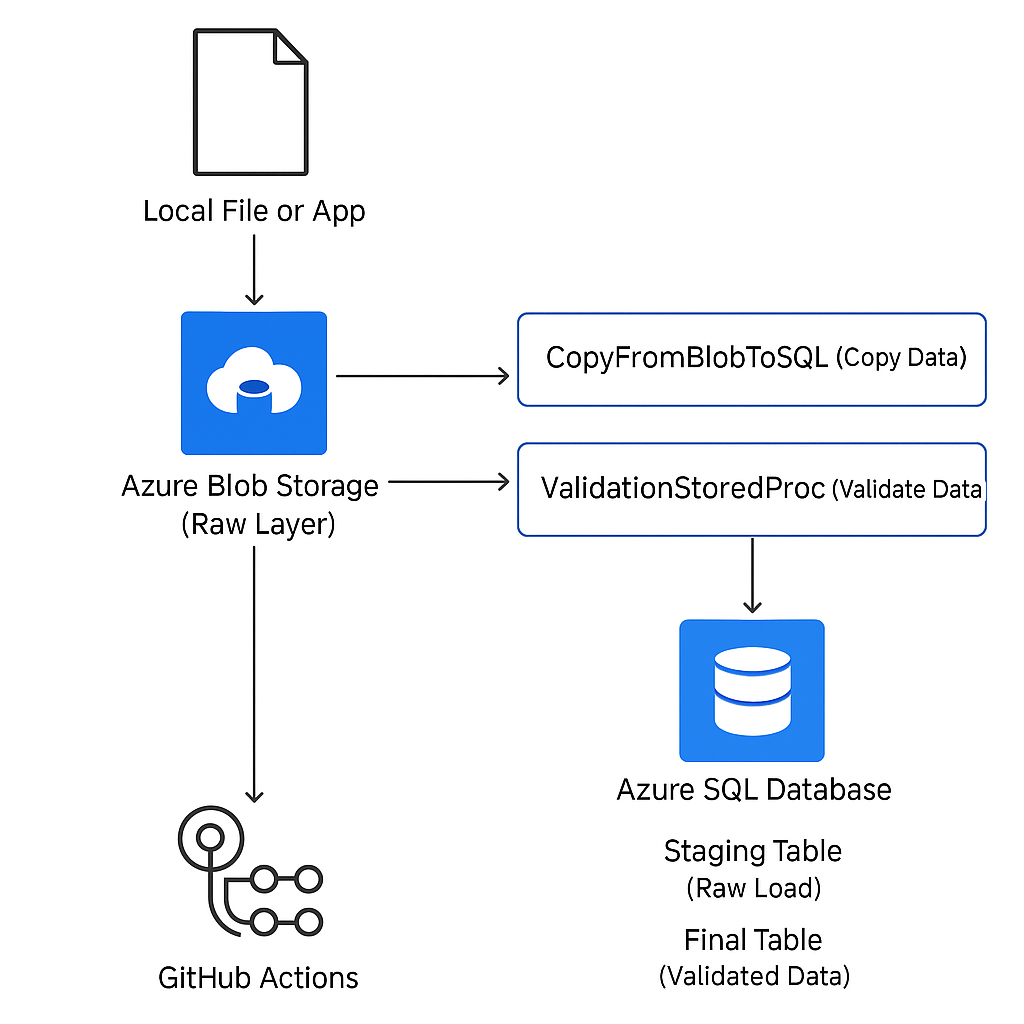 Local File or App
CopyFromBlobToSQL (Copy Data)
Azure Blob Storage
(Raw Layer)
ValidationStoredProc (Validate Data
Azure SQL Database
Staging Table
(Raw Load)
Final Table
(Validated Data)
GitHub Actions